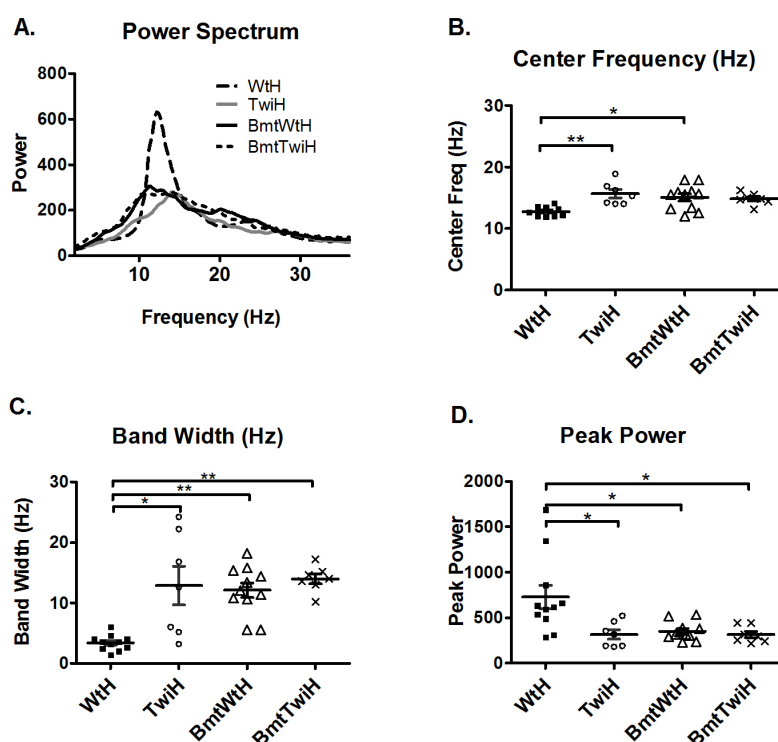 A.
Power Spectrum
Power
800
600
400
200
0
WtH
TwiH
BmtWtH
BmtTwiH
10 20 30
Frequency (Hz)
B.
Center Frequency (Hz)
Center Freq (Hz)
30
20
10
0
*
**
WtH
TwiH
BmtWtH
BmtTwiH
C.
Band Width (Hz)
Band Width (Hz)
30
20
10
0
**
**
*
WtH
TwiH
BmtWtH
BmtTwiH
D.
Peak Power
Peak Power
2000
1500
1000
500
0
*
*
*
WtH
TwiH
BmtWtH
BmtTwiH